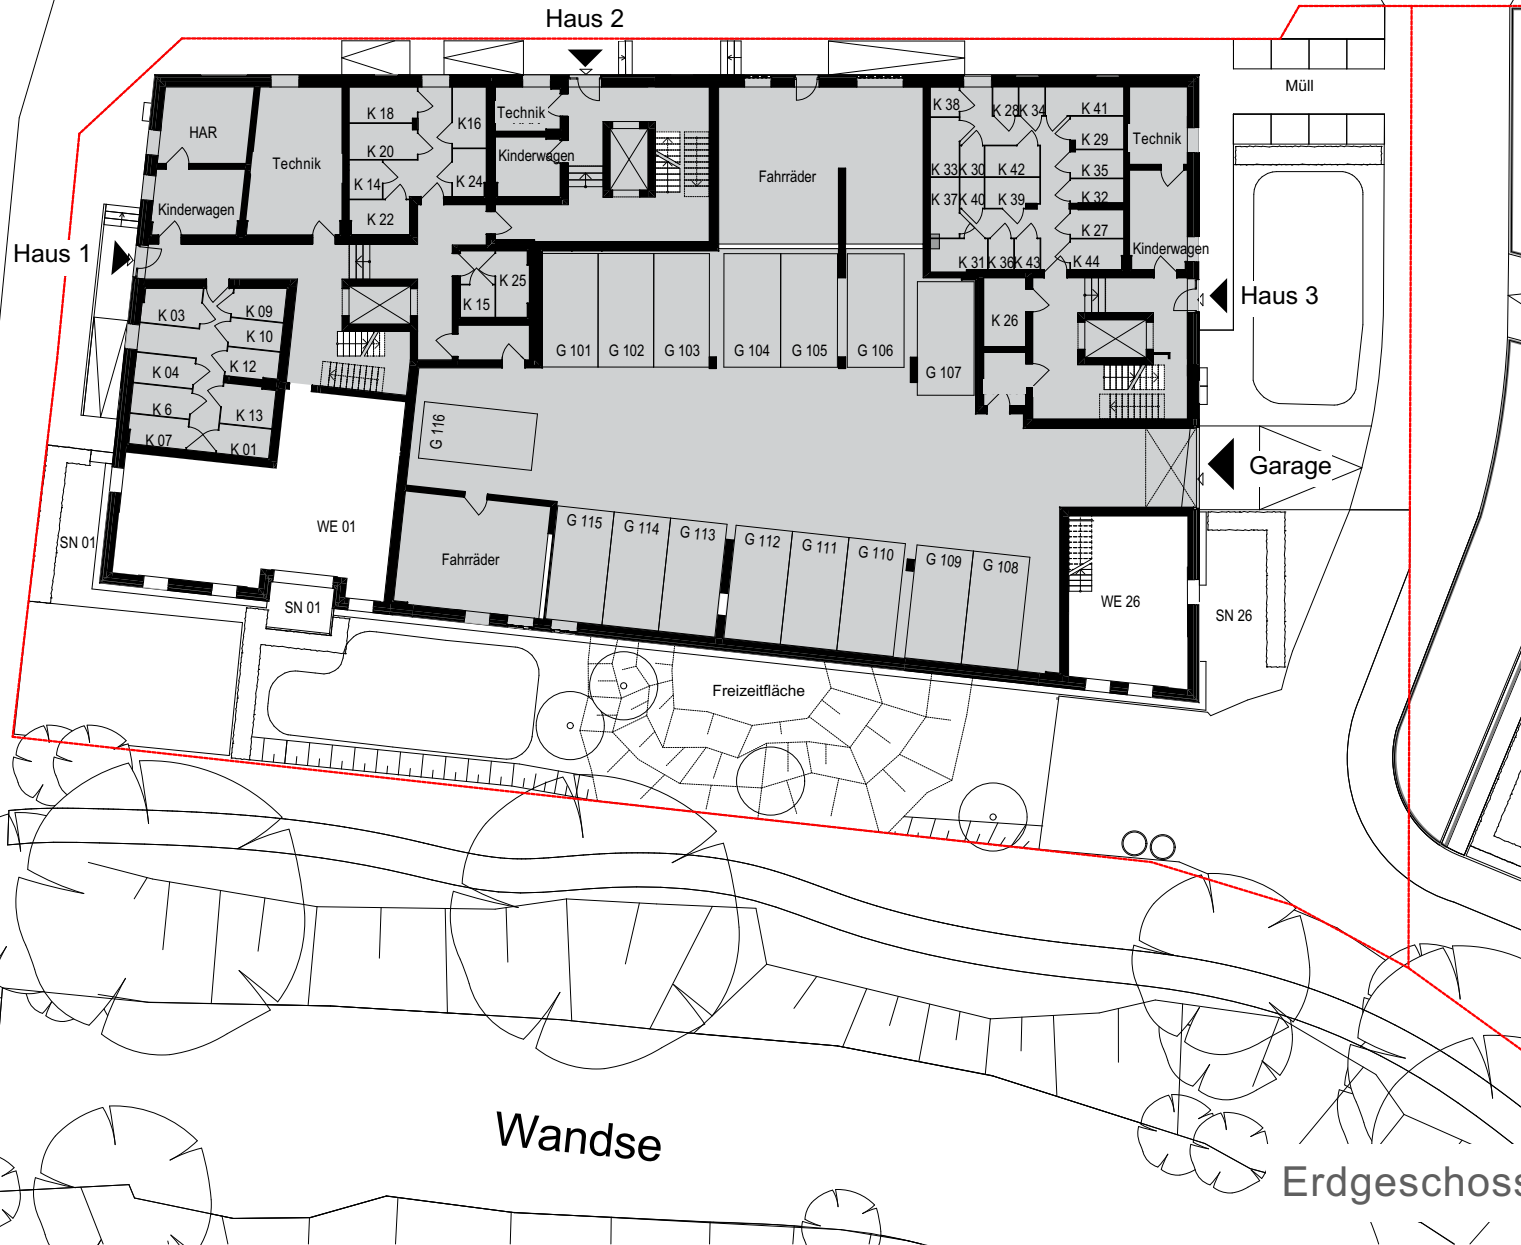 Haus 2
Müll
HAR
Technik
K 18
K16
K 20
K 14
K 24
K 22
Technik
Kinderwagen
Fahrräder
K 38
K28
K 34
K 41
K 29
K 33
K 30
K 42
K 35
K 32
K 37
K 40
K 39
K 27
K 31
K 36
K 43
K 44
Technik
Kinderwagen
Kinderwagen
Haus 1
Haus 3
K 03
K 09
K 10
K 12
K 04
K 6
K 13
K 07
K 01
K 25
K 15
K 26
G 101
G 102
G 103
G 104
G 105
G 106
G 107
G 116
Garage
WE 01
SN 01
SN 01
Fahrräder
G 115
G 114
G 113
G 112
G 111
G 110
G 109
G 108
WE 26
SN 26
Freizeitfläche
Wandse
Erdgeschoss